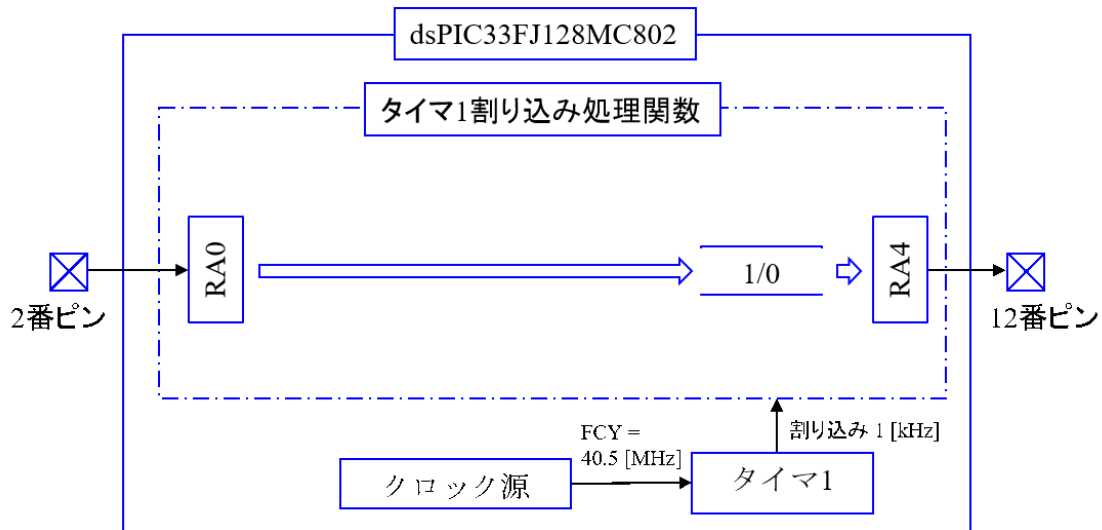 dsPIC33FJ128MC802
タイマ1割り込み処理関数
RA0
1/0
RA4
2番ピン
12番ピン
FCY =
40.5 [MHz]
割り込み 1 [kHz]
クロック源
タイマ1